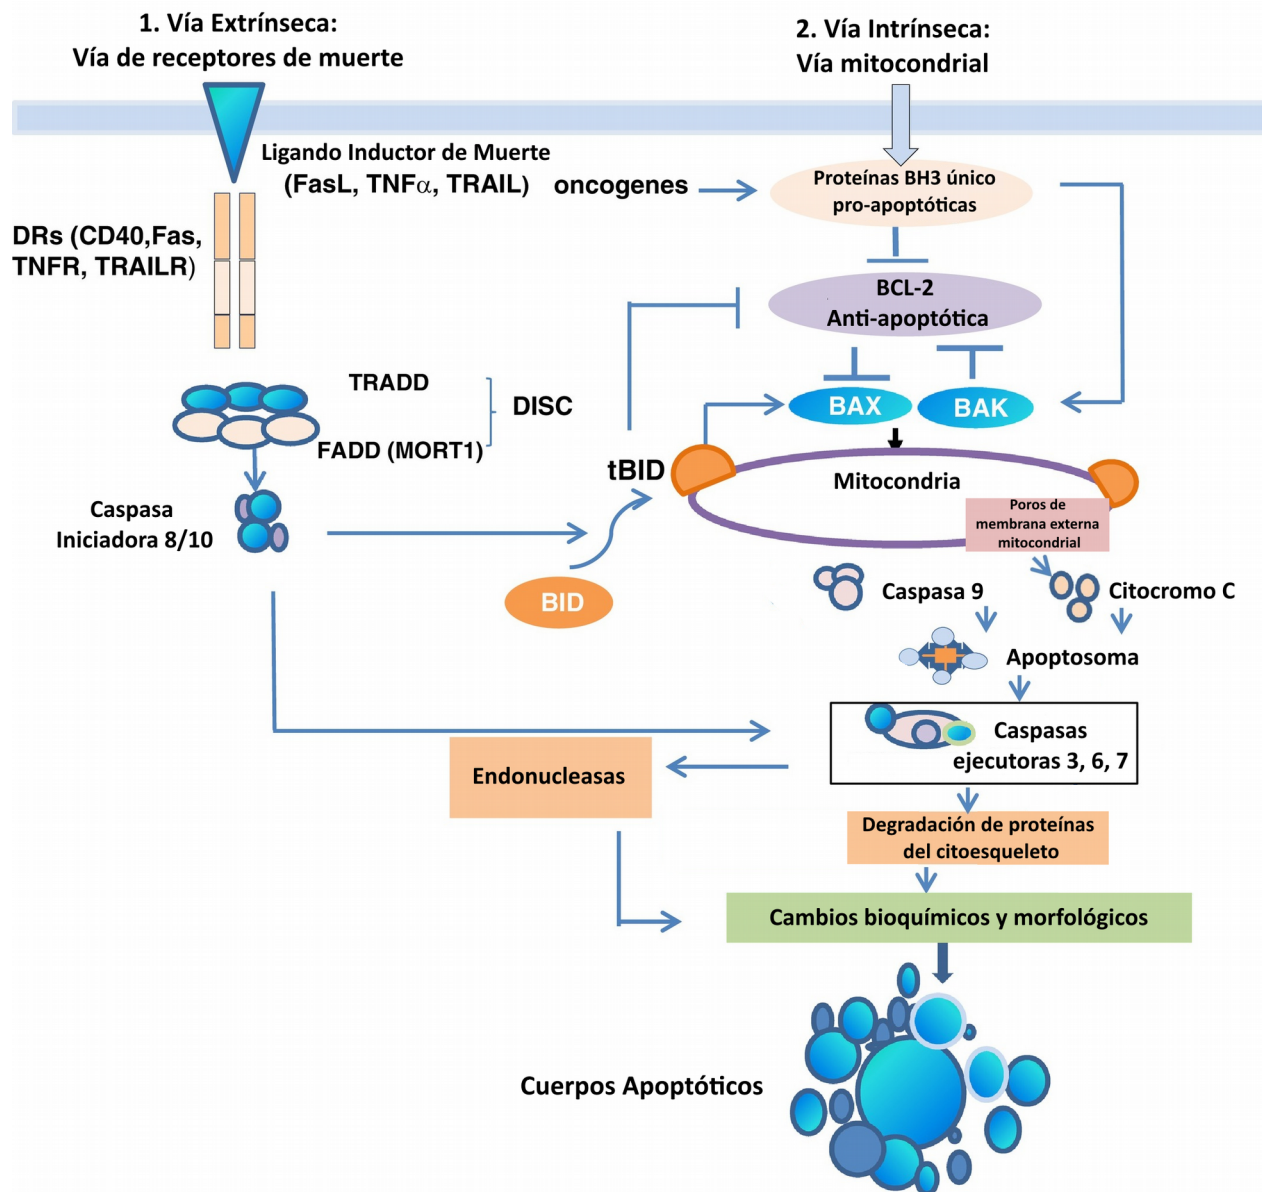 1. Vía Extrínseca:
Vía de receptores de muerte
2. Vía Intrínseca:
Vía mitocondrial
Ligando Inductor de Muerte
(FasL, TNFα, TRAIL)
oncogenes
Proteínas BH3 único
pro-apoptóticas
DRs (CD40,Fas,
TNFR, TRAILR)
BCL-2
Anti-apoptótica
TRADD
DISC
FADD (MORT1)
BAX
BAK
tBID
Mitocondria
Poros de
membrana externa
mitocondrial
Caspasa
Iniciadora 8/10
BID
Caspasa 9
Citocromo C
Apoptosoma
Caspasas
ejecutoras 3, 6, 7
Endonucleasas
Degradación de proteínas
del citoesqueleto
Cambios bioquímicos y morfológicos
Cuerpos Apoptóticos